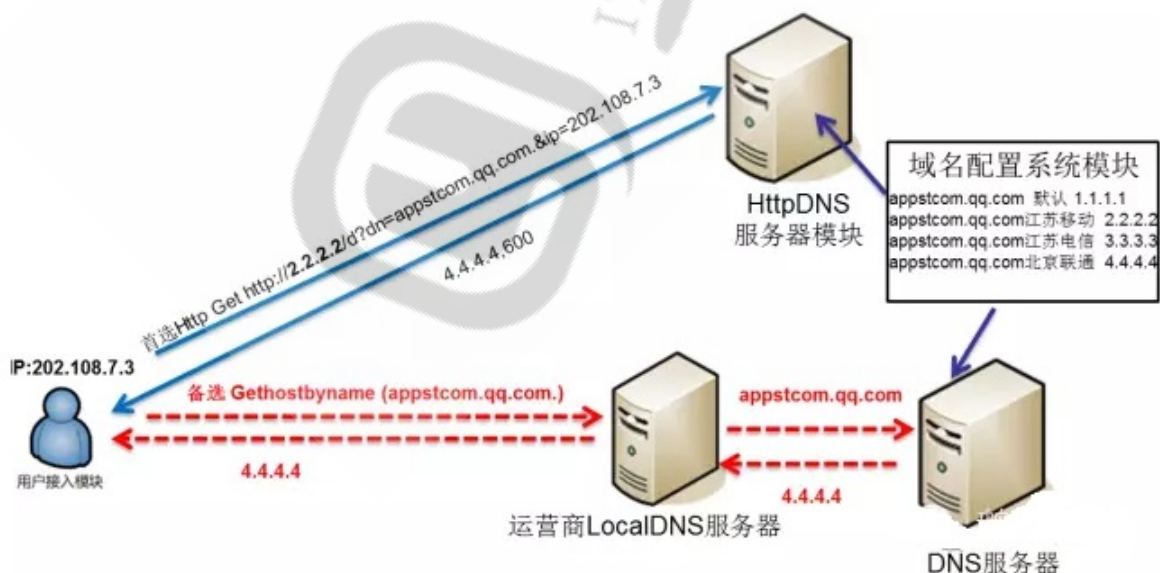 首选Http Get http://2.2.2.2/d?dn=appstcom.qq.com.&ip=202.108.7.3
4.4.4.4,600
HttpDNS
服务器模块
域名配置系统模块
appstcom.qq.com 默认 1.1.1.1
appstcom.qq.com江苏移动 2.2.2.2
appstcom.qq.com江苏电信 3.3.3.3
appstcom.qq.com北京联通 4.4.4.4
IP:202.108.7.3
用户接入模块
备选 Gethostbyname (appstcom.qq.com.)
4.4.4.4
运营商LocalDNS服务器
appstcom.qq.com
4.4.4.4
DNS服务器